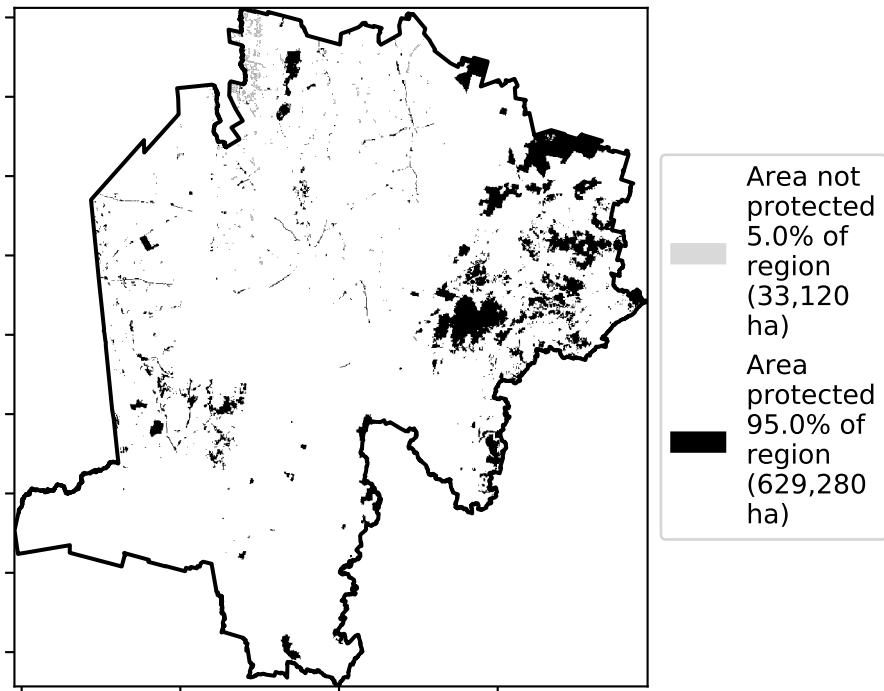 Area not
protected
5.0% of
region
(33,120
ha)
Area
protected
95.0% of
region
(629,280
ha)